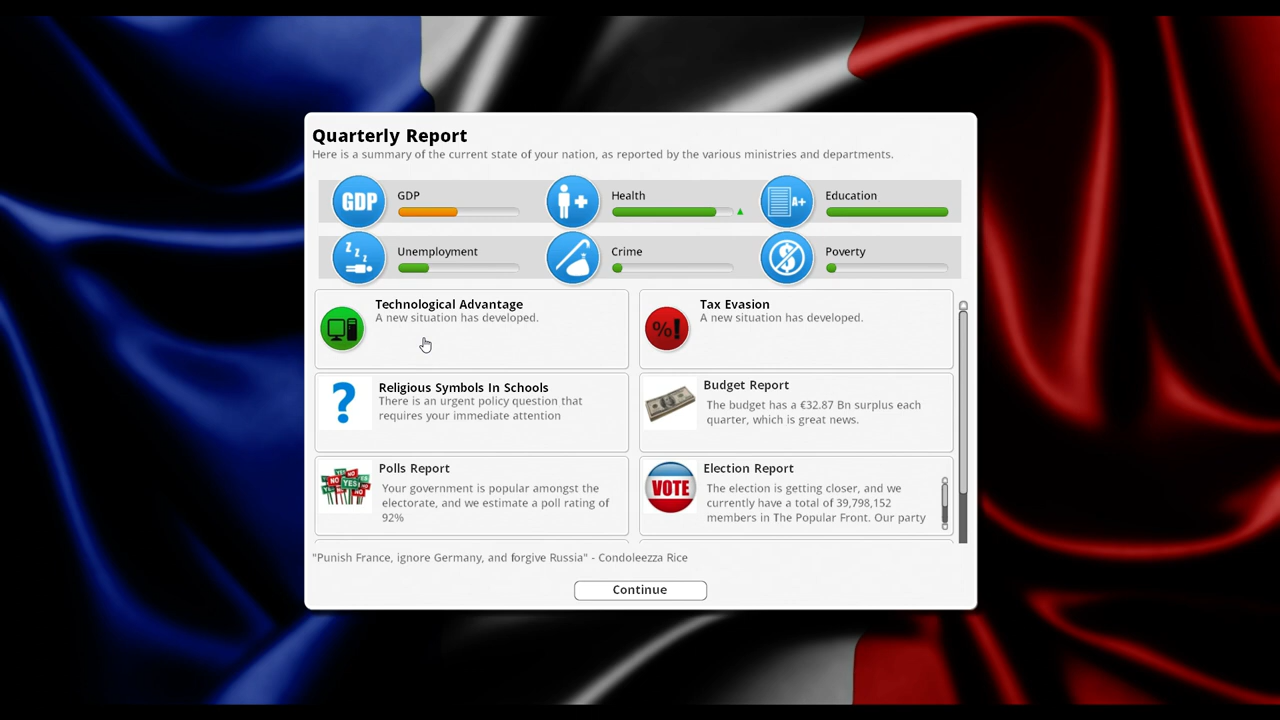 Quarterly Report
Here is a summary of the current state of your nation, as reported by the various ministries and departments.
GDP
GDP
Health
A+
Education
Z Z Z
Unemployment
Crime
$
Poverty
Technological Advantage
A new situation has developed.
%!
Tax Evasion
A new situation has developed.
?
Religious Symbols In Schools
There is an urgent policy question that
requires your immediate attention
Budget Report
The budget has a €32.87 Bn surplus each
quarter, which is great news.
YES NO
NO YES NO
Polls Report
Your government is popular amongst the
electorate, and we estimate a poll rating of
92%
VOTE
Election Report
The election is getting closer, and we
currently have a total of 39,798,152
members in The Popular Front. Our party
"Punish France, ignore Germany, and forgive Russia" - Condoleezza Rice
Continue